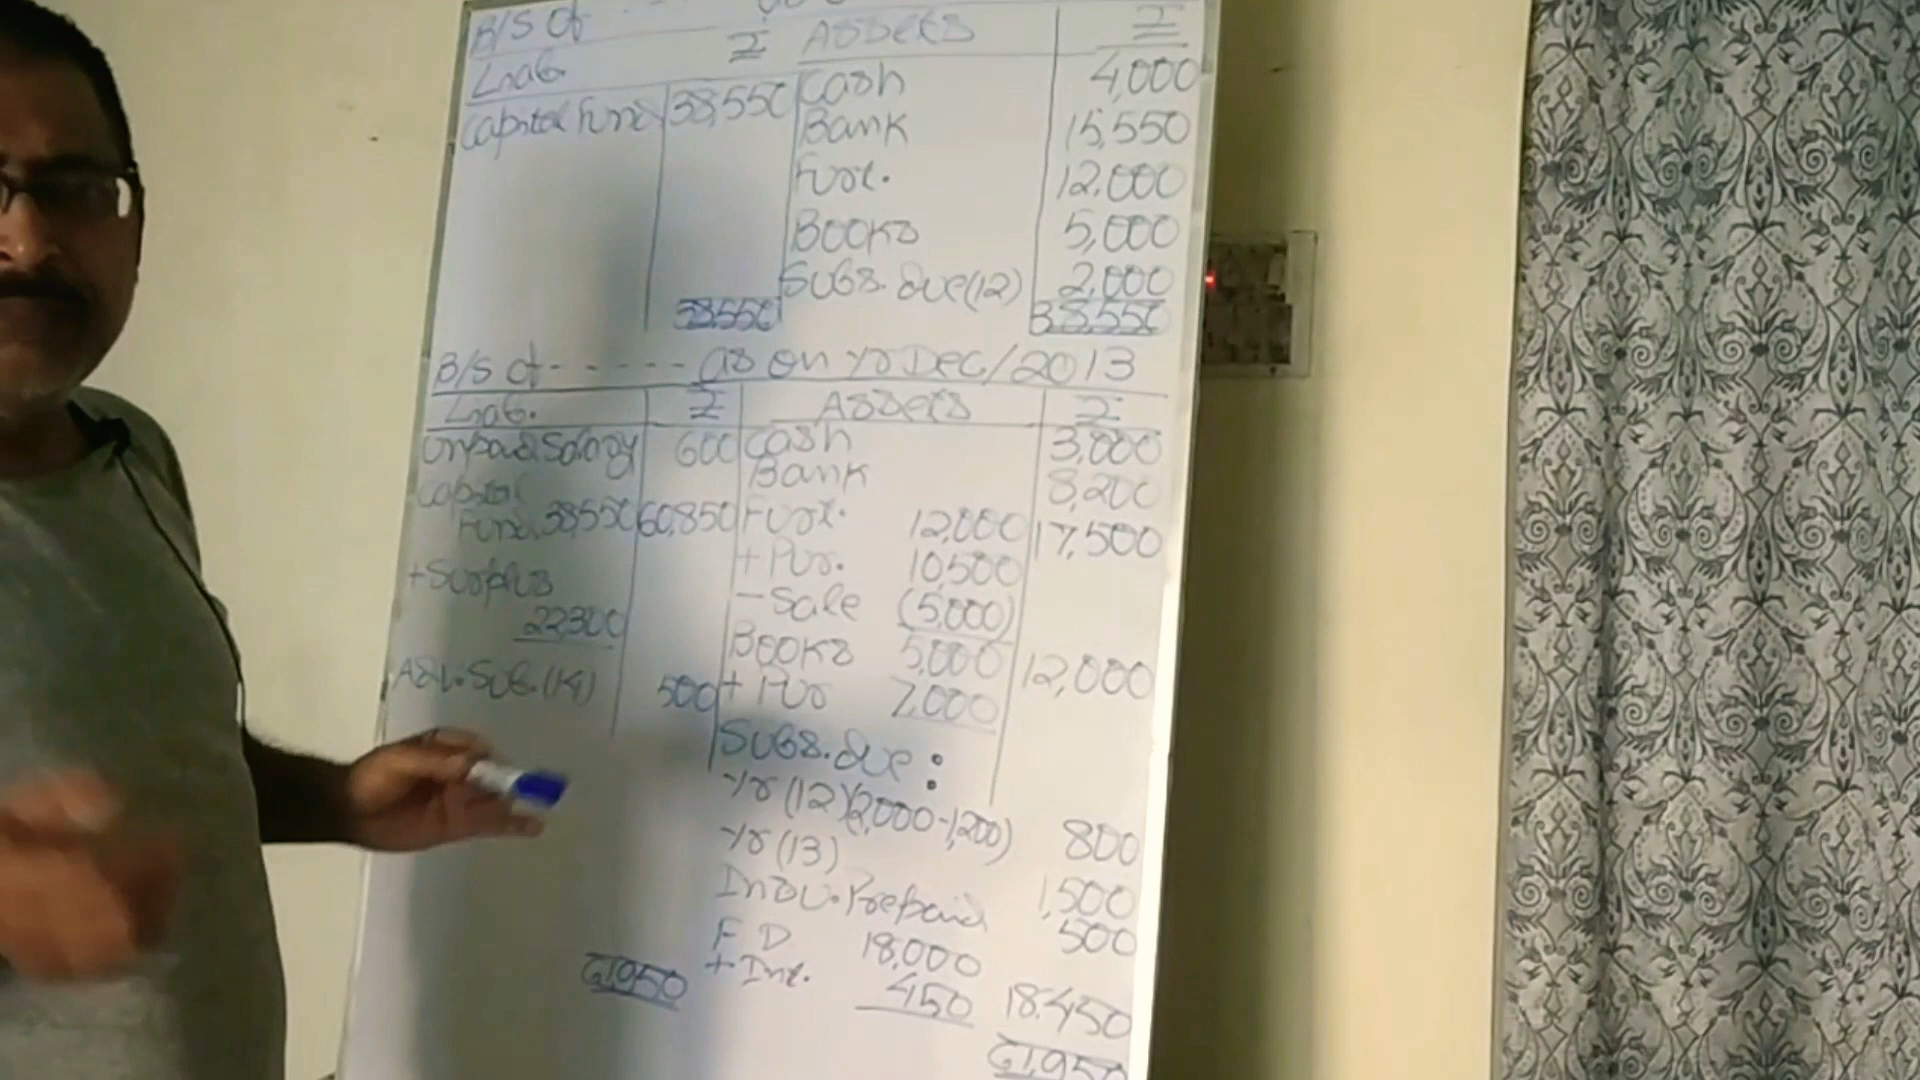 B/S of - - -
Liab. ₹ Assets ₹
Capital Fund 38,550 Cash 4,000
Bank 15,550
Furt. 12,000
Books 5,000
Subs. due (12) 2,000
38,550 38,550
B/S of - - - - - as on yr Dec/2013
Liab. ₹ Assets ₹
Unpaid Salary 600 Cash 3,000
Bank 8,200
Capital
Fund 38,550 60,850 Furt. 12,000 17,500
+ Pur. 10,500
+ Surplus
22,300
- Sale (5,000)
Books 5,000 12,000
Adv. Sub. (14) 500 + Pur 7,000
Subs. due :
yr (12) (2,000-1,200) 800
yr (13) 1,500
Insu. Prepaid 500
F D 18,000
+ Int. 450 18,450
61,950 61,950